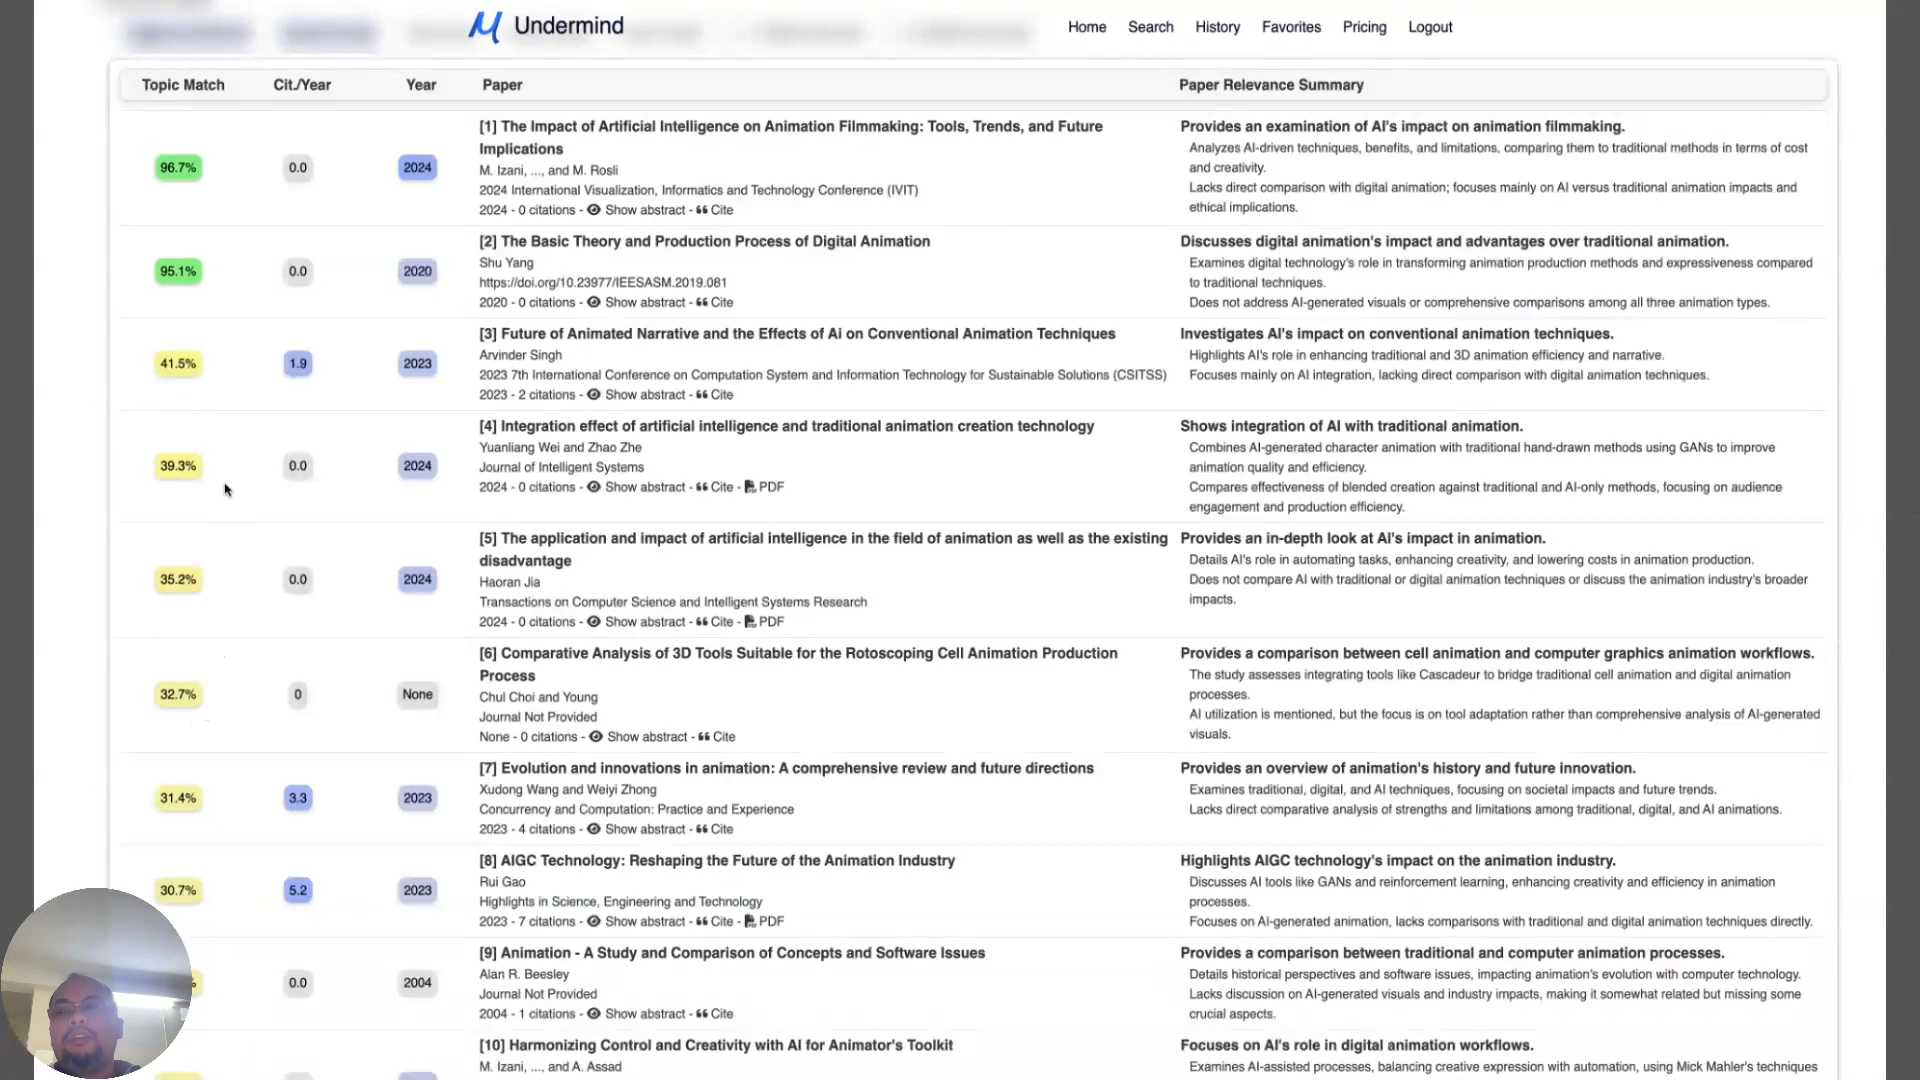 Undermind
Home Search History Favorites Pricing Logout
Topic Match Cit./Year Year Paper Paper Relevance Summary
96.7% 0.0 2024
[1] The Impact of Artificial Intelligence on Animation Filmmaking: Tools, Trends, and Future
Implications
M. Izani, ..., and M. Rosli
2024 International Visualization, Informatics and Technology Conference (IVIT)
2024 - 0 citations - Show abstract - Cite
Provides an examination of AI's impact on animation filmmaking.
Analyzes AI-driven techniques, benefits, and limitations, comparing them to traditional methods in terms of cost
and creativity.
Lacks direct comparison with digital animation; focuses mainly on AI versus traditional animation impacts and
ethical implications.
95.1% 0.0 2020
[2] The Basic Theory and Production Process of Digital Animation
Shu Yang
https://doi.org/10.23977/IEESASM.2019.081
2020 - 0 citations - Show abstract - Cite
Discusses digital animation's impact and advantages over traditional animation.
Examines digital technology's role in transforming animation production methods and expressiveness compared
to traditional techniques.
Does not address AI-generated visuals or comprehensive comparisons among all three animation types.
41.5% 1.9 2023
[3] Future of Animated Narrative and the Effects of Ai on Conventional Animation Techniques
Arvinder Singh
2023 7th International Conference on Computation System and Information Technology for Sustainable Solutions (CSITSS)
2023 - 2 citations - Show abstract - Cite
Investigates AI's impact on conventional animation techniques.
Highlights AI's role in enhancing traditional and 3D animation efficiency and narrative.
Focuses mainly on AI integration, lacking direct comparison with digital animation techniques.
39.3% 0.0 2024
[4] Integration effect of artificial intelligence and traditional animation creation technology
Yuanliang Wei and Zhao Zhe
Journal of Intelligent Systems
2024 - 0 citations - Show abstract - Cite - PDF
Shows integration of AI with traditional animation.
Combines AI-generated character animation with traditional hand-drawn methods using GANs to improve
animation quality and efficiency.
Compares effectiveness of blended creation against traditional and AI-only methods, focusing on audience
engagement and production efficiency.
35.2% 0.0 2024
[5] The application and impact of artificial intelligence in the field of animation as well as the existing
disadvantage
Haoran Jia
Transactions on Computer Science and Intelligent Systems Research
2024 - 0 citations - Show abstract - Cite - PDF
Provides an in-depth look at AI's impact in animation.
Details AI's role in automating tasks, enhancing creativity, and lowering costs in animation production.
Does not compare AI with traditional or digital animation techniques or discuss the animation industry's broader
impacts.
32.7% 0 None
[6] Comparative Analysis of 3D Tools Suitable for the Rotoscoping Cell Animation Production
Process
Chul Choi and Young
Journal Not Provided
None - 0 citations - Show abstract - Cite
Provides a comparison between cell animation and computer graphics animation workflows.
The study assesses integrating tools like Cascadeur to bridge traditional cell animation and digital animation
processes.
AI utilization is mentioned, but the focus is on tool adaptation rather than comprehensive analysis of AI-generated
visuals.
31.4% 3.3 2023
[7] Evolution and innovations in animation: A comprehensive review and future directions
Xudong Wang and Weiyi Zhong
Concurrency and Computation: Practice and Experience
2023 - 4 citations - Show abstract - Cite
Provides an overview of animation's history and future innovation.
Examines traditional, digital, and AI techniques, focusing on societal impacts and future trends.
Lacks direct comparative analysis of strengths and limitations among traditional, digital, and AI animations.
30.7% 5.2 2023
[8] AIGC Technology: Reshaping the Future of the Animation Industry
Rui Gao
Highlights in Science, Engineering and Technology
2023 - 7 citations - Show abstract - Cite - PDF
Highlights AIGC technology's impact on the animation industry.
Discusses AI tools like GANs and reinforcement learning, enhancing creativity and efficiency in animation
processes.
Focuses on AI-generated animation, lacks comparisons with traditional and digital animation techniques directly.
% 0.0 2004
[9] Animation - A Study and Comparison of Concepts and Software Issues
Alan R. Beesley
Journal Not Provided
2004 - 1 citations - Show abstract - Cite
Provides a comparison between traditional and computer animation processes.
Details historical perspectives and software issues, impacting animation's evolution with computer technology.
Lacks discussion on AI-generated visuals and industry impacts, making it somewhat related but missing some
crucial aspects.
[10] Harmonizing Control and Creativity with AI for Animator's Toolkit
M. Izani, ..., and A. Assad
Focuses on AI's role in digital animation workflows.
Examines AI-assisted processes, balancing creative expression with automation, using Mick Mahler's techniques